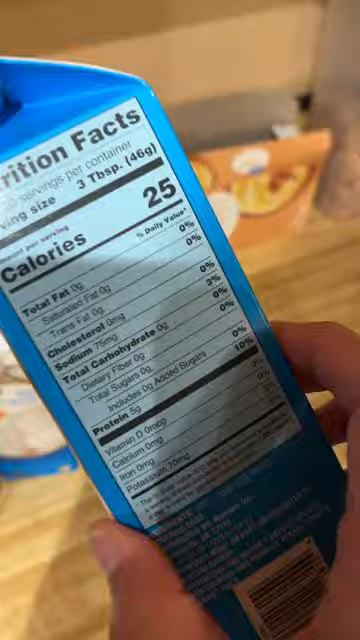 rition Facts
servings per container
ving size 3 Tbsp. (46g)
per serving
Calories 25
% Daily Value*
Total Fat 0g 0%
Saturated Fat 0g 0%
Trans Fat 0g
Cholesterol 0mg 0%
Sodium 75mg 3%
Total Carbohydrate 0g 0%
Dietary Fiber 0g 0%
Total Sugars 0g
Includes 0g Added Sugars 0%
Protein 5g 10%
Vitamin D 0mcg 0%
Calcium 0mg 0%
Iron 0mg
Potassium 70mg